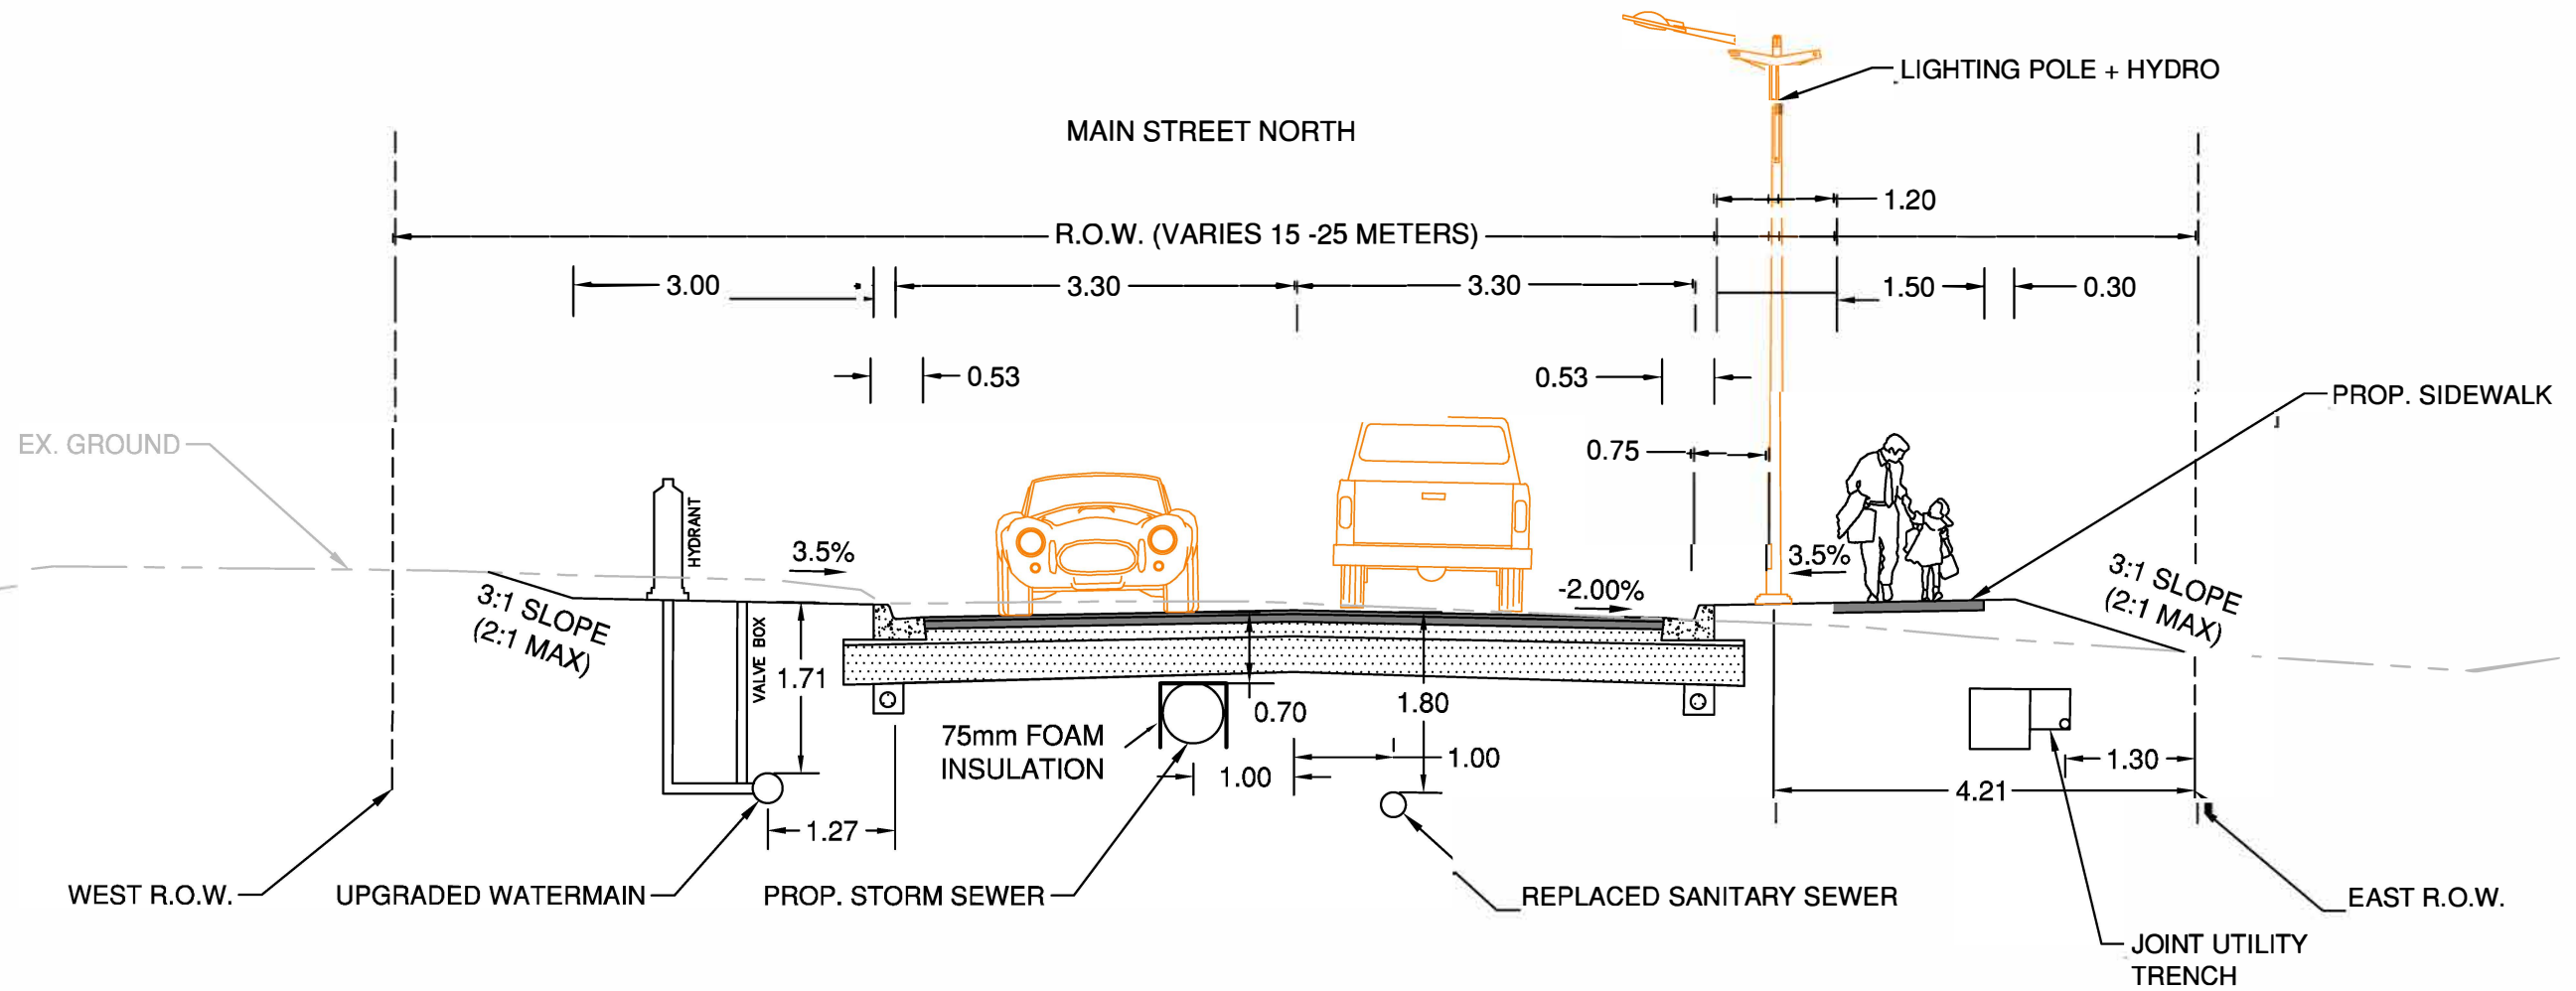 LIGHTING POLE + HYDRO
MAIN STREET NORTH
1.20
R.O.W. (VARIES 15 -25 METERS)
3.00
3.30
3.30
1.50
0.30
0.53
0.53
PROP. SIDEWALK
EX. GROUND
0.75
HYDRANT
3.5%
3.5%
-2.00%
3:1 SLOPE
(2:1 MAX)
3:1 SLOPE
(2:1 MAX)
VALVE BOX
1.71
0.70
1.80
75mm FOAM
INSULATION
1.00
1.00
1.30
4.21
1.27
WEST R.O.W.
UPGRADED WATERMAIN
PROP. STORM SEWER
REPLACED SANITARY SEWER
EAST R.O.W.
JOINT UTILITY
TRENCH